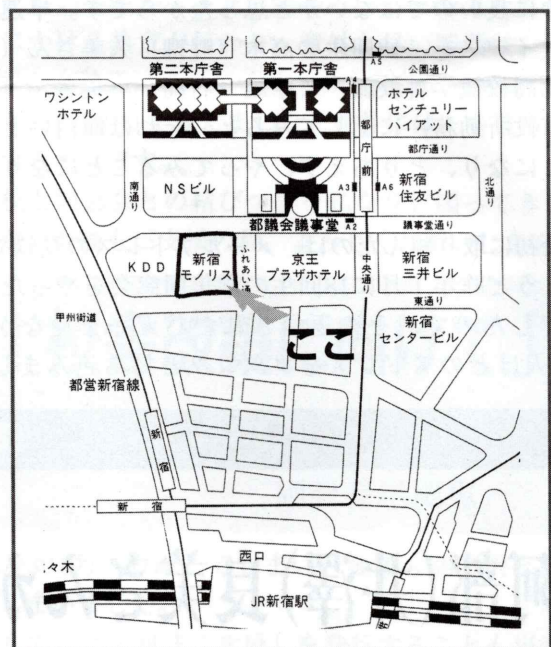 A5
公園通り
第二本庁舎
第一本庁舎
A4
ワシントン
ホテル
ホテル
センチュリー
ハイアット
都庁前
都庁通り
南通り
北通り
NSビル
A3
A6
新宿
住友ビル
都議会議事堂
A2
議事堂通り
KDD
新宿
モノリス
ふれあい通
京王
プラザホテル
中央通り
新宿
三井ビル
東通り
甲州街道
新宿
センタービル
ここ
都営新宿線
新宿
新宿
西口
々木
JR新宿駅